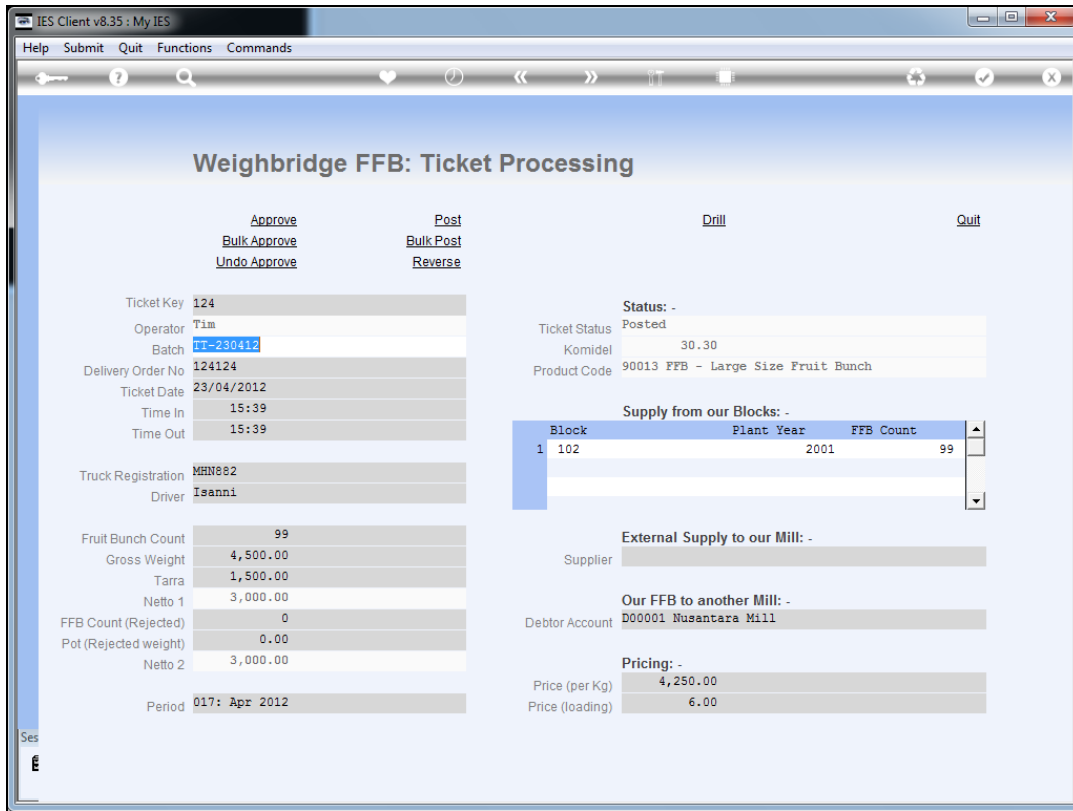 IES Client v8.35 : My IES
Help Submit Quit Functions Commands
Weighbridge FFB: Ticket Processing
Approve Post Drill Quit
Bulk Approve Bulk Post
Undo Approve Reverse
Ticket Key 124
Operator Tim
Batch TT-230412
Delivery Order No 124124
Ticket Date 23/04/2012
Time In 15:39
Time Out 15:39
Truck Registration MHN882
Driver Isanni
Fruit Bunch Count 99
Gross Weight 4,500.00
Tarra 1,500.00
Netto 1 3,000.00
FFB Count (Rejected) 0
Pot (Rejected weight) 0.00
Netto 2 3,000.00
Period 017: Apr 2012
Status: -
Ticket Status Posted
Komidel 30.30
Product Code 90013 FFB - Large Size Fruit Bunch
Supply from our Blocks: -
Block Plant Year FFB Count
1 102 2001 99
External Supply to our Mill: -
Supplier
Our FFB to another Mill: -
Debtor Account D00001 Nusantara Mill
Pricing: -
Price (per Kg) 4,250.00
Price (loading) 6.00
Ses